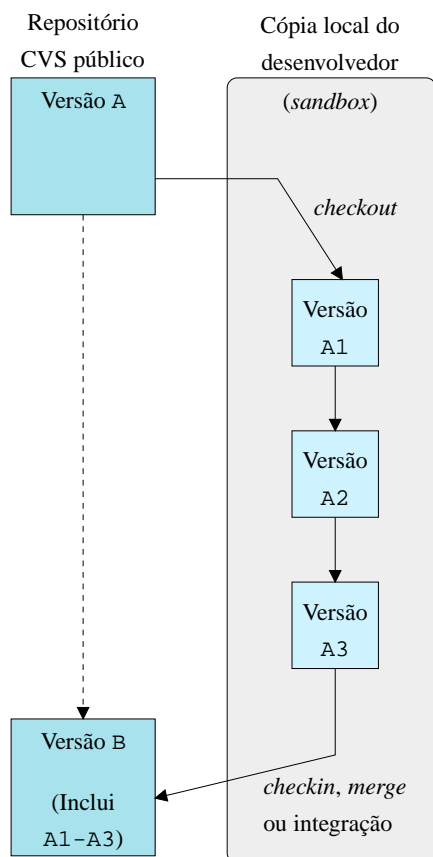 Repositório
CVS público
Cópia local do
desenvolvedor
(sandbox)
Versão A
checkout
Versão
A1
Versão
A2
Versão
A3
Versão B
(Inclui
A1-A3)
checkin, merge
ou integração